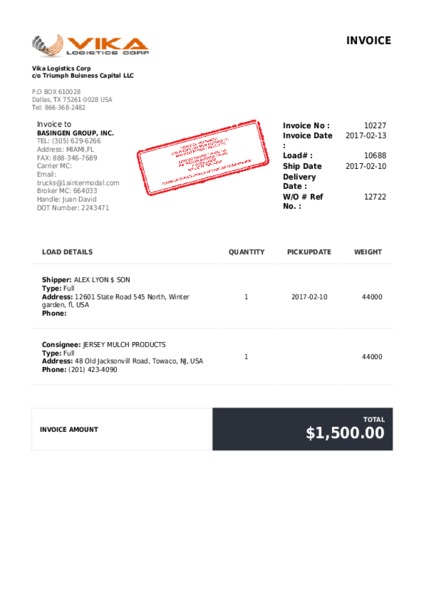 INVOICE
VIKA
LOGISTICS CORP
Vika Logistics Corp
c/o Triumph Buisness Capital LLC
P.O BOX 610028
Dallas, TX 75261-0028 USA
Tel: 866-368-2482
Invoice to
BASINGEN GROUP, INC.
TEL: (305) 629-6266
Address: MIAMI,FL
FAX: 888-346-7689
Carrier MC:
Email:
trucks@1aintermodal.com
Broker MC: 664033
Handle: Juan David
DOT Number: 2243471
Invoice No : 10227
Invoice Date : 2017-02-13
Load# : 10688
Ship Date 2017-02-10
Delivery
Date :
W/O # Ref No. : 12722
LOAD DETAILS QUANTITY PICKUPDATE WEIGHT
Shipper: ALEX LYON $ SON
Type: Full
Address: 12601 State Road 545 North, Winter
garden, fl, USA
Phone:
1 2017-02-10 44000
Consignee: JERSEY MULCH PRODUCTS
Type: Full
Address: 48 Old Jacksonvill Road, Towaco, NJ, USA
Phone: (201) 423-4090
1 44000
INVOICE AMOUNT
TOTAL
$1,500.00